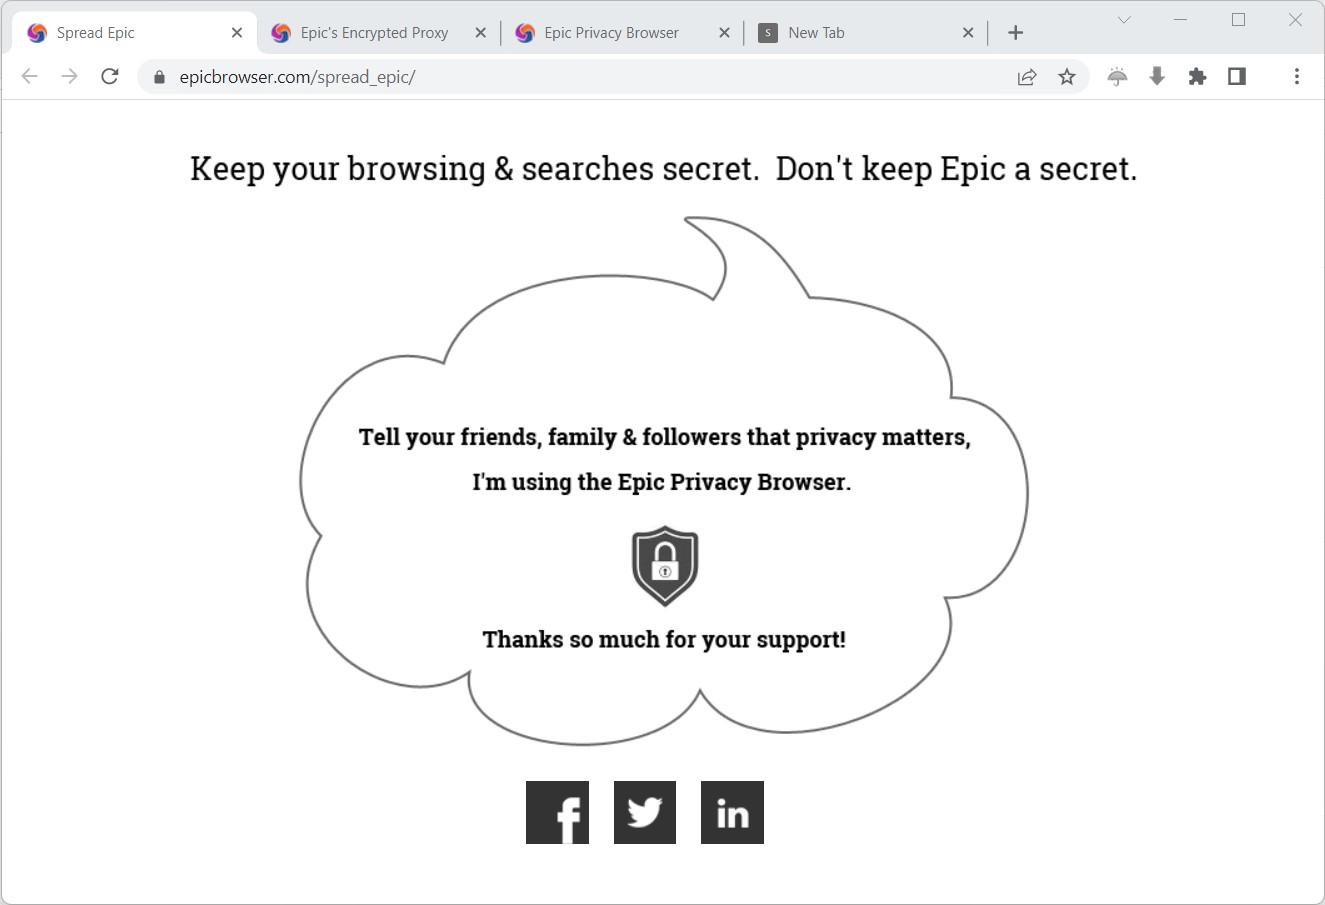 Spread Epic
Epic's Encrypted Proxy
Epic Privacy Browser
S
New Tab
epicbrowser.com/spread_epic/
Keep your browsing & searches secret. Don't keep Epic a secret.
Tell your friends, family & followers that privacy matters,
I'm using the Epic Privacy Browser.
Thanks so much for your support!
f
in